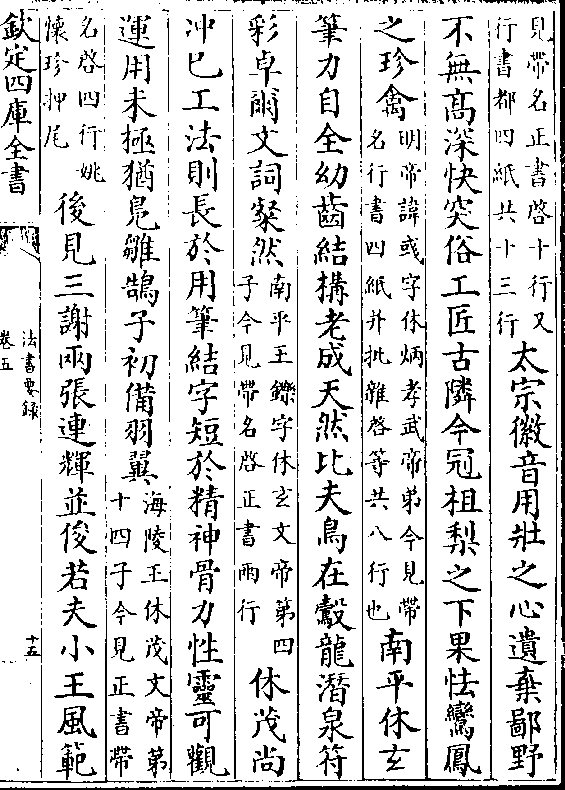 見帶名正書啓十行又
行書都四紙共十三行
太宗徽音用壯之心遺棄鄙野
不無髙深快突俗工匠古隣今冠柤梨之下果怯鸞鳳
之珍禽
明帝諱彧字休炳孝武帝弟今見帶
名行書四紙并批雜啓等共八行也
南平休玄
筆力自全幼齒結構老成天然比夫鳥在鷇龍潛泉符
彩卓爾文詞粲然
南平王鑠字休玄文帝第四
子今見帶名啓正書兩行
休茂尚
冲已工法則長於用筆結字短於精神骨力性靈可觀
運用未極猶鳬雛鵠子初備羽翼
海陵王休茂文帝第
十四子今見正書帶
名啓四行姚
懷珍押尾
後見三謝兩張連輝並俊若夫小王風範
欽定四庫全書
法書要録
卷五
十五